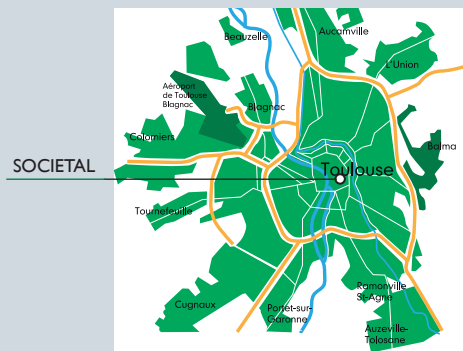 Beauzelle
Aucamville
L'Union
Aéroport
de Toulouse
Blagnac
Blagnac
Colomiers
Balma
SOCIETAL
Toulouse
Tournefeuille
Ramonville
St-Agne
Cugnaux
Portet-sur-
Garonne
Auzeville-
Tolosane